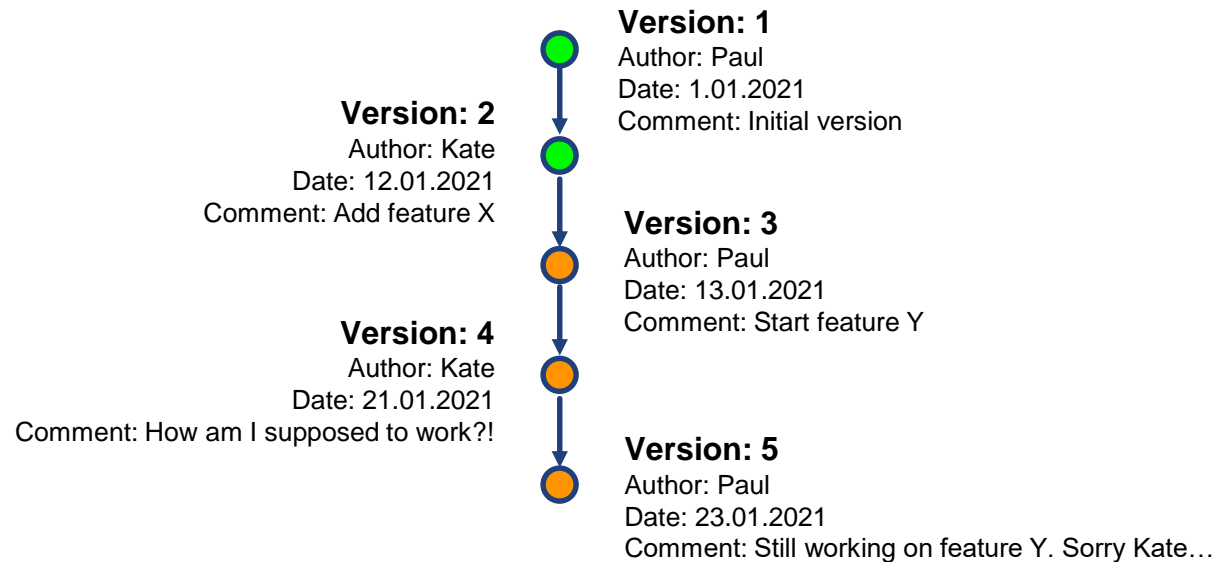 Version: 1
Author: Paul
Date: 1.01.2021
Comment: Initial version
Version: 2
Author: Kate
Date: 12.01.2021
Comment: Add feature X
Version: 3
Author: Paul
Date: 13.01.2021
Comment: Start feature Y
Version: 4
Author: Kate
Date: 21.01.2021
Comment: How am I supposed to work?!
Version: 5
Author: Paul
Date: 23.01.2021
Comment: Still working on feature Y. Sorry Kate…